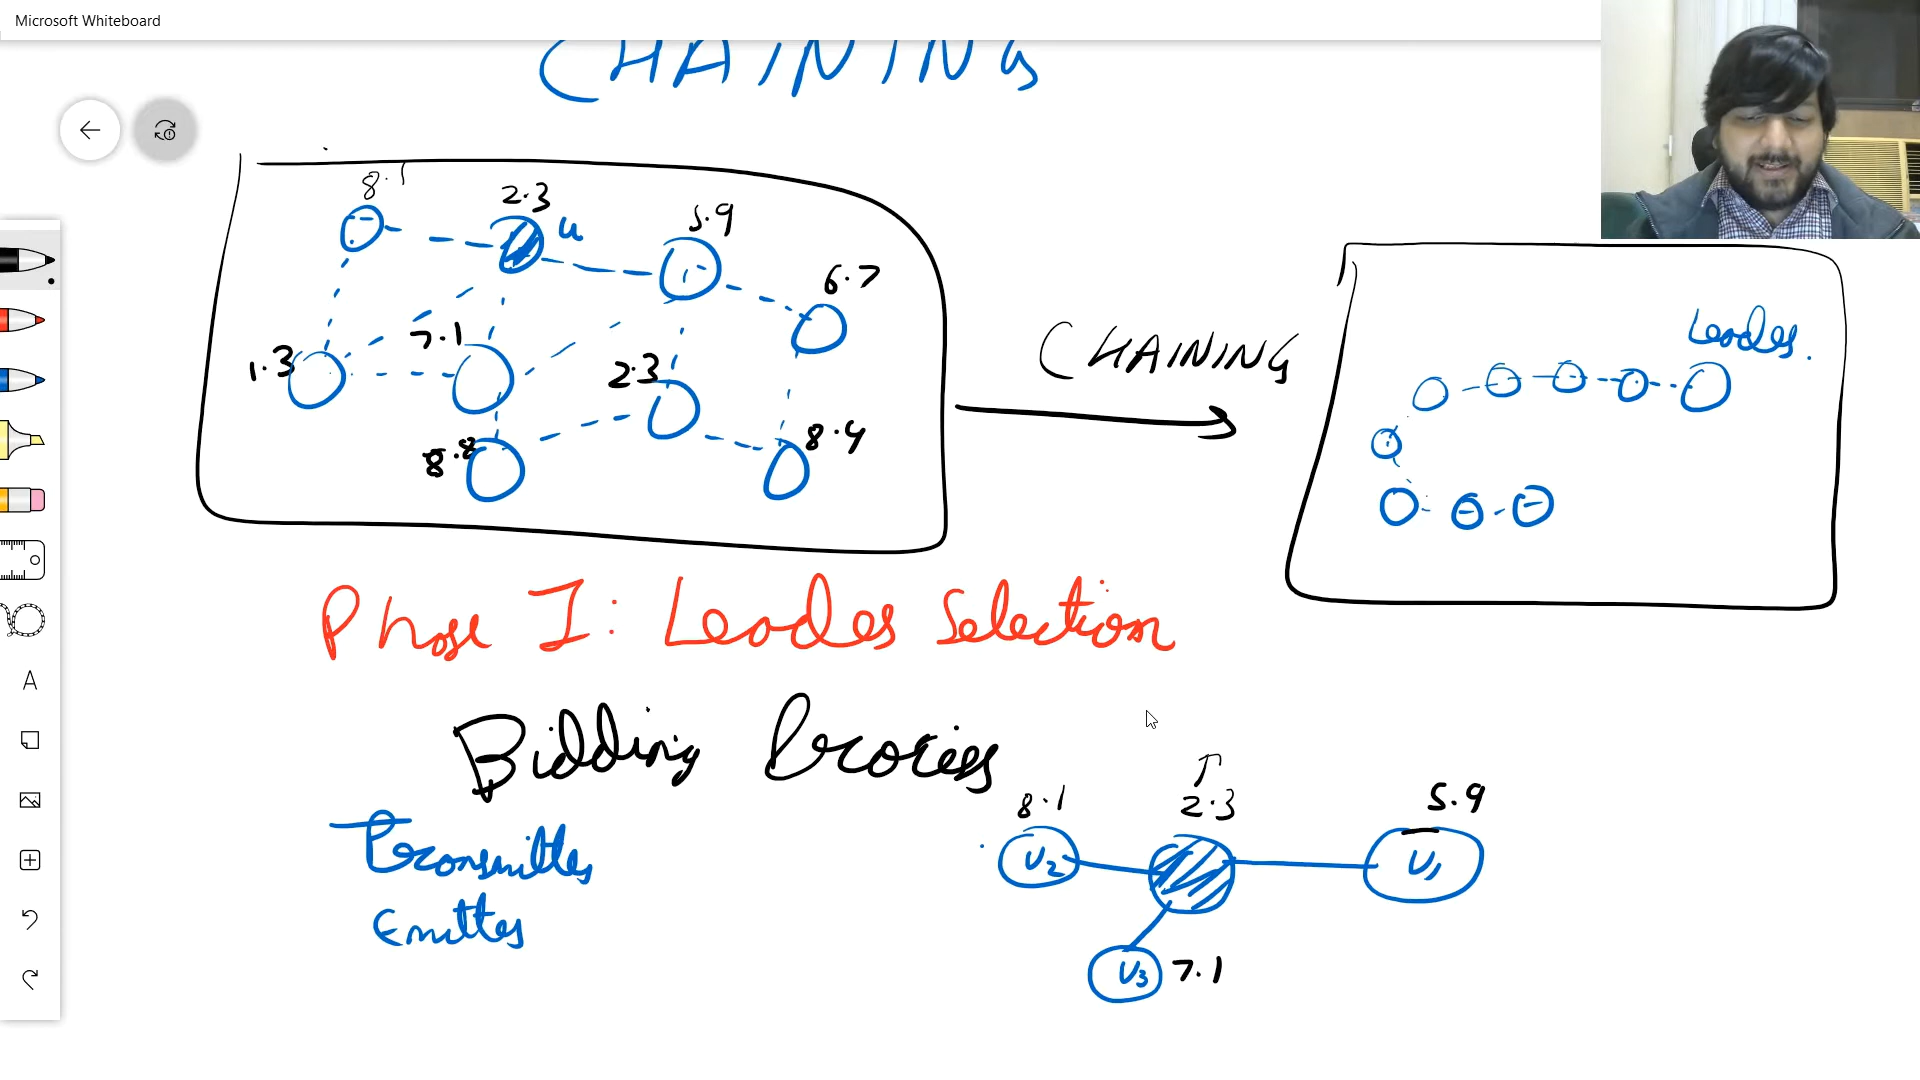 Microsoft Whiteboard
CHAINING
8.1 2.3 u 5.9
6.7
1.3 7.1 2.3
8.8 8.4
CHAINING
Leader.
Phase I: Leader Selection
Bidding Process
Transmitter
Emitter
8.1 2.3 5.9
U2 U1
U3 7.1
A